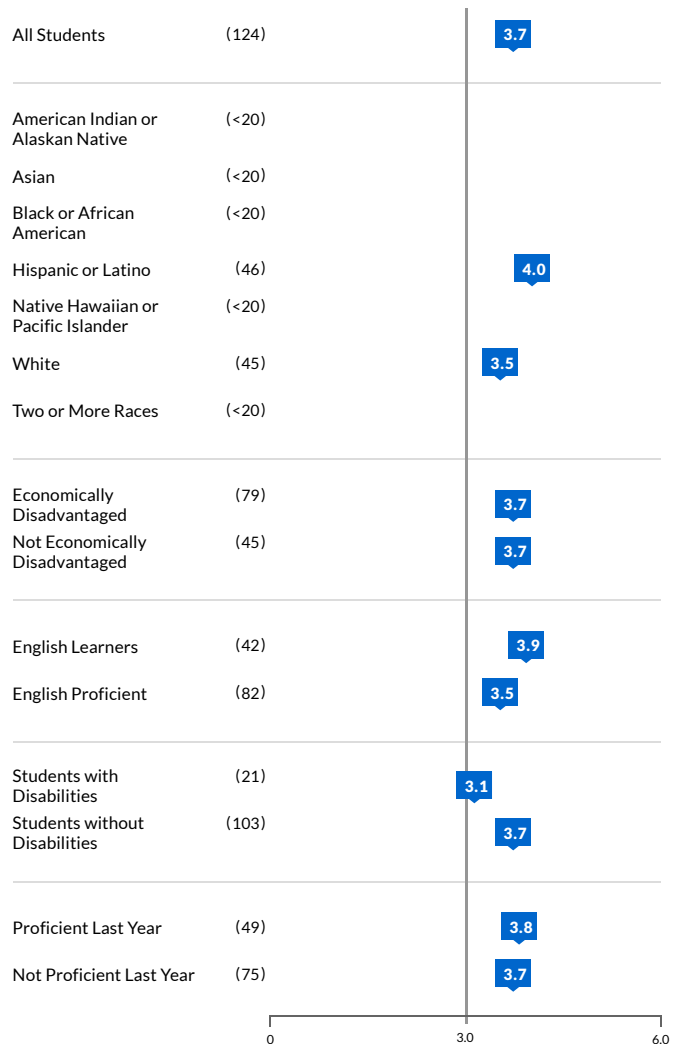 All Students (124) 3.7
American Indian or (<20)
Alaskan Native
Asian (<20)
Black or African (<20)
American
Hispanic or Latino (46) 4.0
Native Hawaiian or (<20)
Pacific Islander
White (45) 3.5
Two or More Races (<20)
Economically (79) 3.7
Disadvantaged
Not Economically (45) 3.7
Disadvantaged
English Learners (42) 3.9
English Proficient (82) 3.5
Students with (21) 3.1
Disabilities
Students without (103) 3.7
Disabilities
Proficient Last Year (49) 3.8
Not Proficient Last Year (75) 3.7
0 3.0 6.0